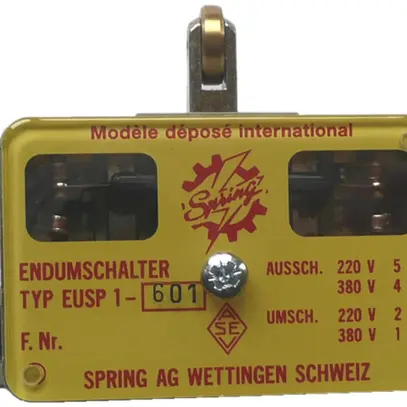 Modèle déposé international
Spring
ENDUMSCHALTER
TYP EUSP 1-601
AUSSCH. 220 V 5
380 V 4
UMSCH. 220 V 2
380 V 1
F. Nr.
ASEV
SPRING AG WETTINGEN SCHWEIZ